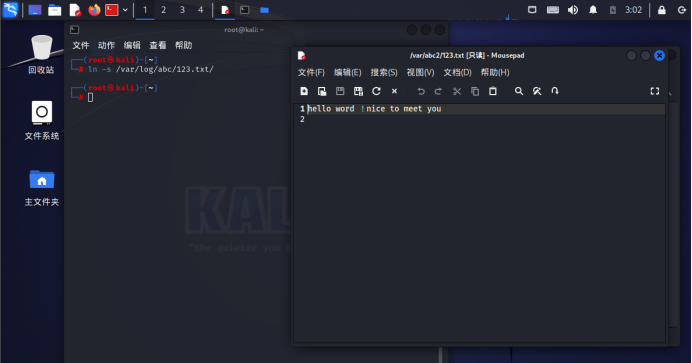 1 2 3 4
3:02
回收站
文件系统
主文件夹
root@kali: ~
文件 动作 编辑 查看 帮助
┌──(root㉿kali)-[~]
└─# ln -s /var/log/abc/123.txt/
┌──(root㉿kali)-[~]
└─#
KAL
"the quieter you b
/var/abc2/123.txt [只读] - Mousepad
文件(F) 编辑(E) 搜索(S) 视图(V) 文档(D) 帮助(H)
1 hello word ！nice to meet you
2